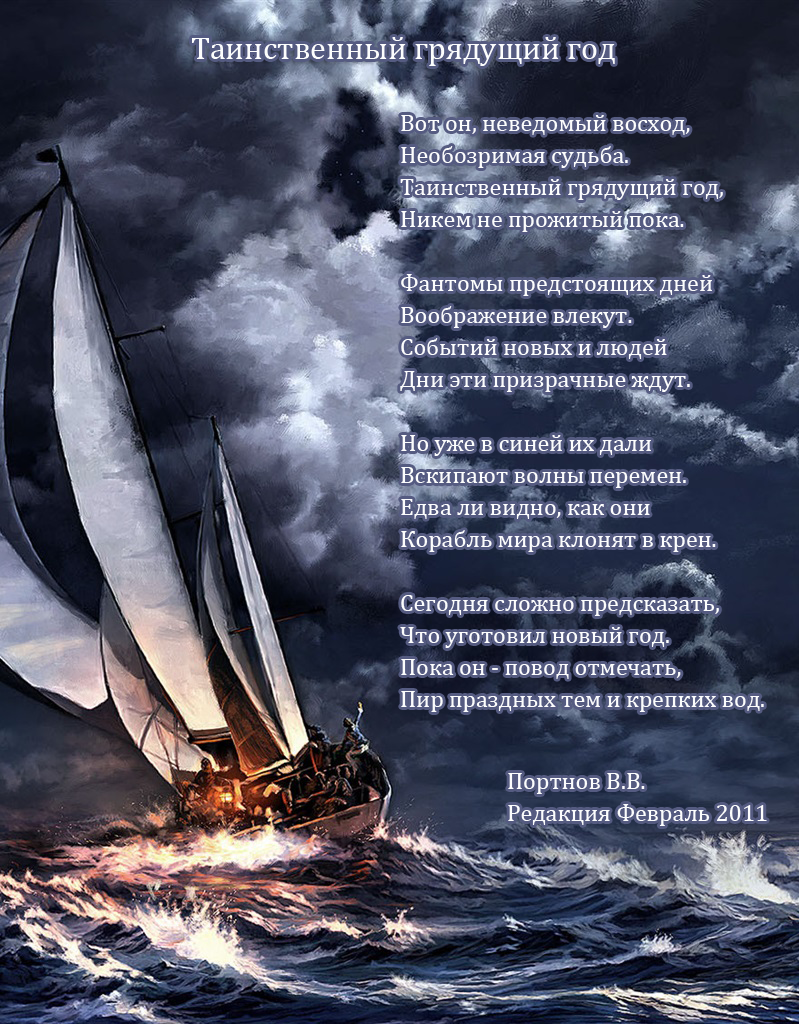 Таинственный грядущий год
Вот он, неведомый восход,
Необозримая судьба.
Таинственный грядущий год,
Никем не прожитый пока.
Фантомы предстоящих дней
Воображение влекут.
Событий новых и людей
Дни эти призрачные ждут.
Но уже в синей их дали
Вскипают волны перемен.
Едва ли видно, как они
Корабль мира клонят в крен.
Сегодня сложно предсказать,
Что уготовил новый год.
Пока он - повод отмечать,
Пир праздных тем и крепких вод.
Портнов В.В.
Редакция Февраль 2011